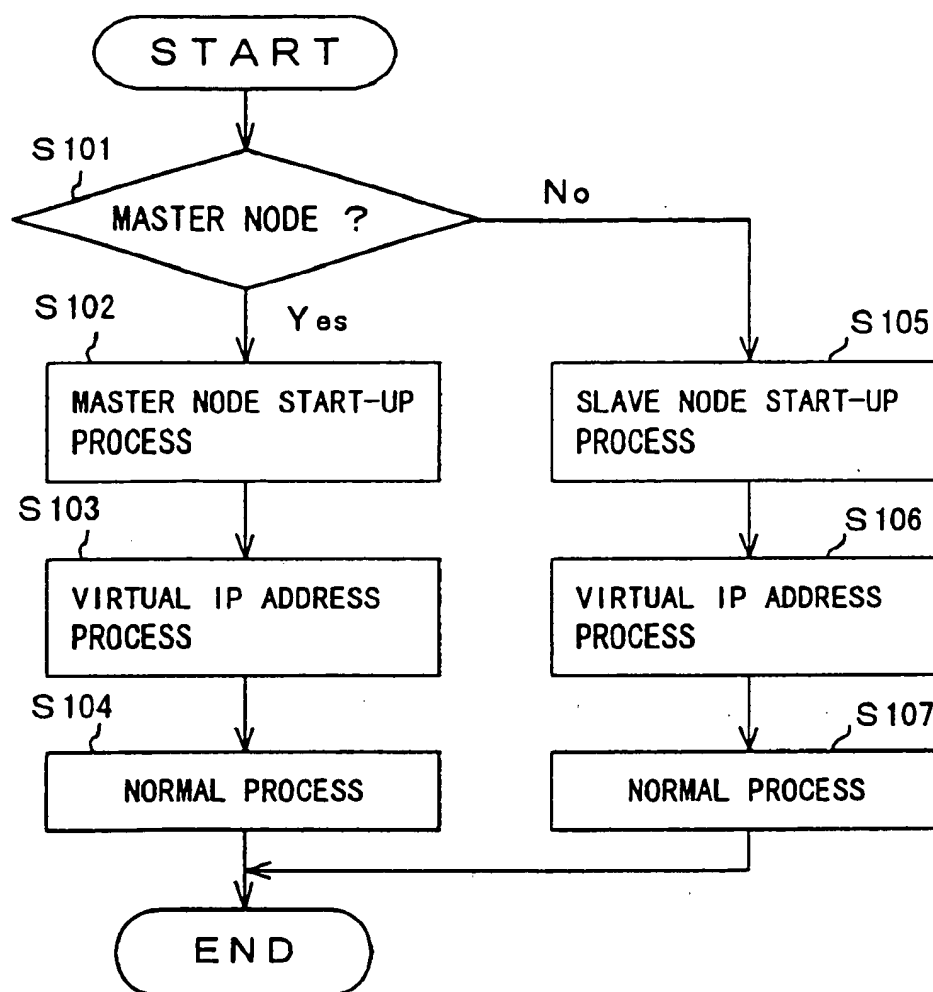 START
S101
MASTER NODE ?
No
Yes
S102
MASTER NODE START-UP
PROCESS
S103
VIRTUAL IP ADDRESS
PROCESS
S104
NORMAL PROCESS
S105
SLAVE NODE START-UP
PROCESS
S106
VIRTUAL IP ADDRESS
PROCESS
S107
NORMAL PROCESS
END